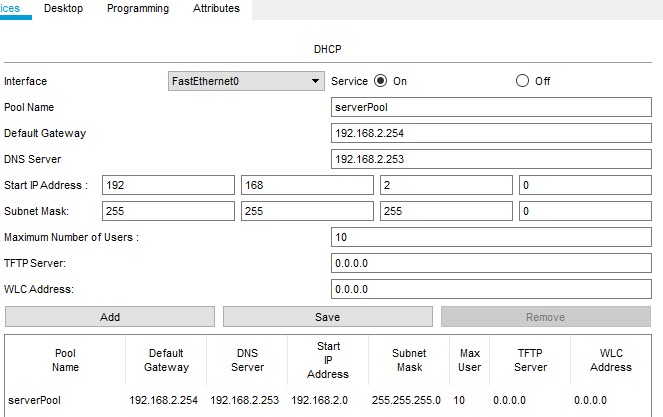 ices Desktop Programming Attributes
DHCP
Interface FastEthernet0 Service On Off
Pool Name serverPool
Default Gateway 192.168.2.254
DNS Server 192.168.2.253
Start IP Address : 192 168 2 0
Subnet Mask: 255 255 255 0
Maximum Number of Users : 10
TFTP Server: 0.0.0.0
WLC Address: 0.0.0.0
Add Save Remove
Pool Name Default Gateway DNS Server Start IP Address Subnet Mask Max User TFTP Server WLC Address
serverPool 192.168.2.254 192.168.2.253 192.168.2.0 255.255.255.0 10 0.0.0.0 0.0.0.0